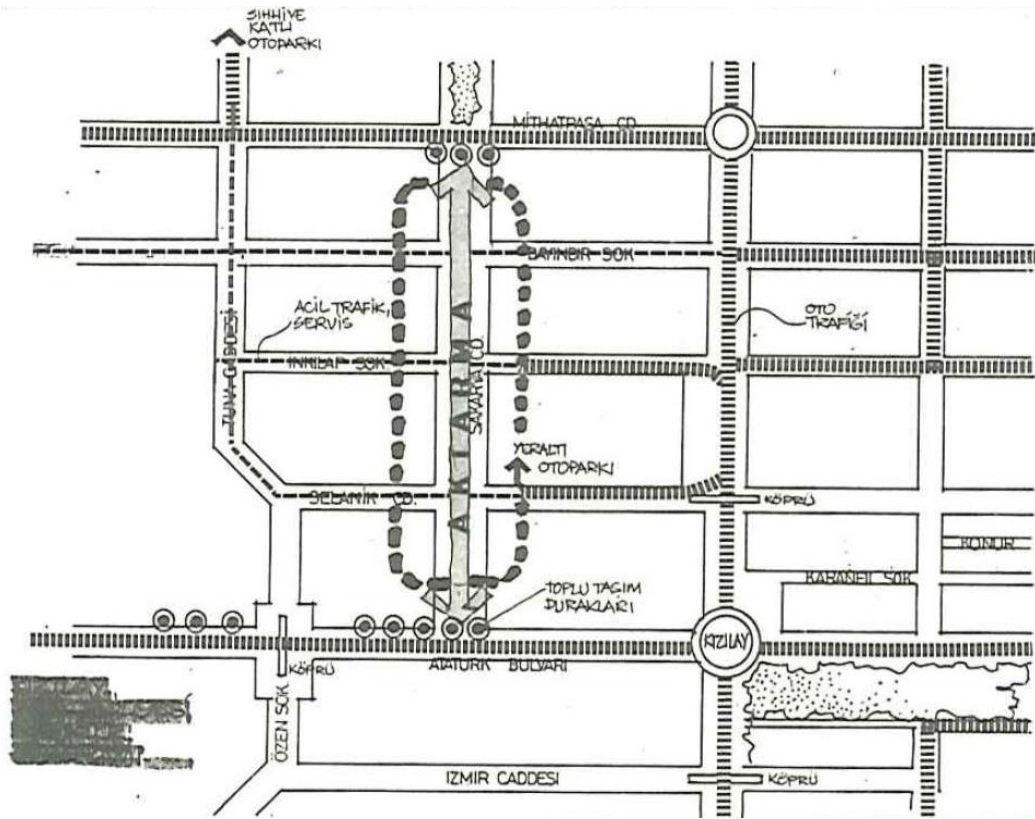 SIHHİYE
KATLI
OTOPARKI
MİTHATPAŞA CD.
BAYINDIR SOK
ACİL TRAFİK,
SERVİS
OTO
TRAFİĞİ
İNKILAP SOK
TUNA CADDESİ
AKTARMA
SAKARYA CD.
YERALTI
OTOPARKI
SELANİK CD.
KÖPRÜ
KONUR
KARANFİL SOK
TOPLU TAŞIM
DURAKLARI
KIZILAY
KÖPRÜ
ATATÜRK BULVARI
ÖZEN SOK
IZMIR CADDESI
KÖPRÜ